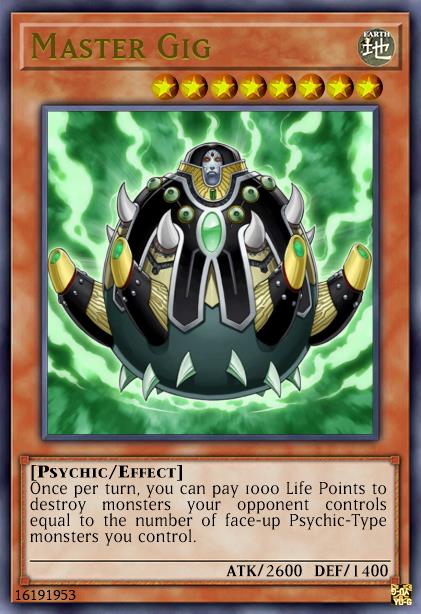 MASTER GIG
EARTH
地
[PSYCHIC/EFFECT]
Once per turn, you can pay 1000 Life Points to
destroy monsters your opponent controls
equal to the number of face-up Psychic-Type
monsters you control.
ATK/2600 DEF/1400
16191953